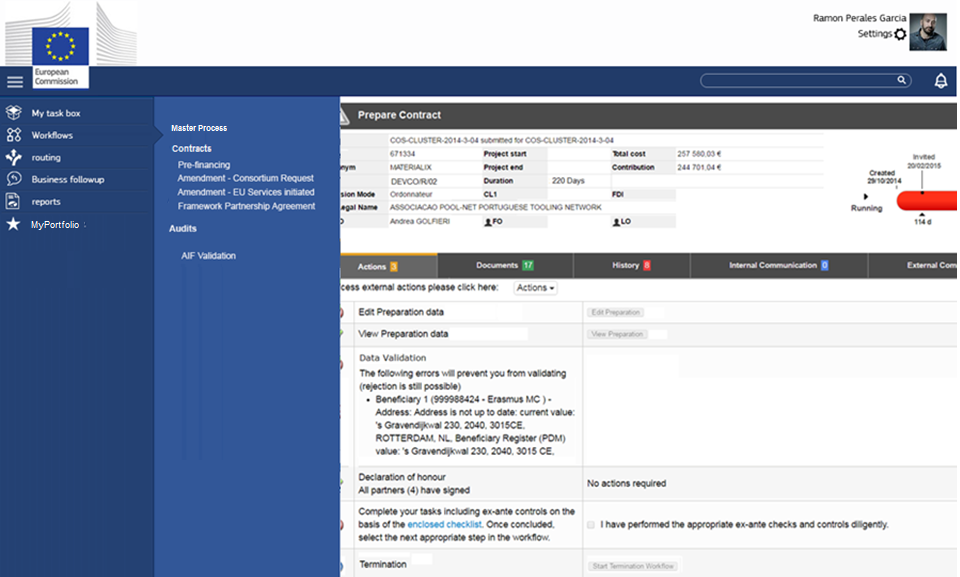 Ramon Perales Garcia
Settings
European
Commission
My task box
Workflows
routing
Business followup
reports
MyPortfolio
Master Process
Contracts
Pre-financing
Amendment - Consortium Request
Amendment - EU Services initiated
Framework Partnership Agreement
Audits
AIF Validation
Prepare Contract
COS-CLUSTER-2014-3-04 submitted for COS-CLUSTER-2014-3-04
671334 Project start Total cost 257 580,03 €
onym MATERIALIX Project end Contribution 244 701,04 €
DEVCO/R/02 Duration 220 Days
sion Mode Ordonnateur CL1 FDI
egal Name ASSOCIACAO POOL-NET PORTUGUESE TOOLING NETWORK
O Andrea GOLFIERI FO LO
Invited
20/02/2015
Created
29/10/2014
Running
114 d
Actions 3 Documents 17 History 8 Internal Communication 0 External Com
cess external actions please click here: Actions
Edit Preparation data Edit Preparation
View Preparation data View Preparation
Data Validation
The following errors will prevent you from validating
(rejection is still possible)
• Beneficiary 1 (999988424 - Erasmus MC ) -
Address: Address is not up to date: current value:
's Gravendijkwal 230, 2040, 3015CE,
ROTTERDAM, NL, Beneficiary Register (PDM)
value: 's Gravendijkwal 230, 2040, 3015 CE,
Declaration of honour
All partners (4) have signed
No actions required
Complete your tasks including ex-ante controls on the
basis of the enclosed checklist. Once concluded,
select the next appropriate step in the workflow.
I have performed the appropriate ex-ante checks and controls diligently.
Termination Start Termination Workflow